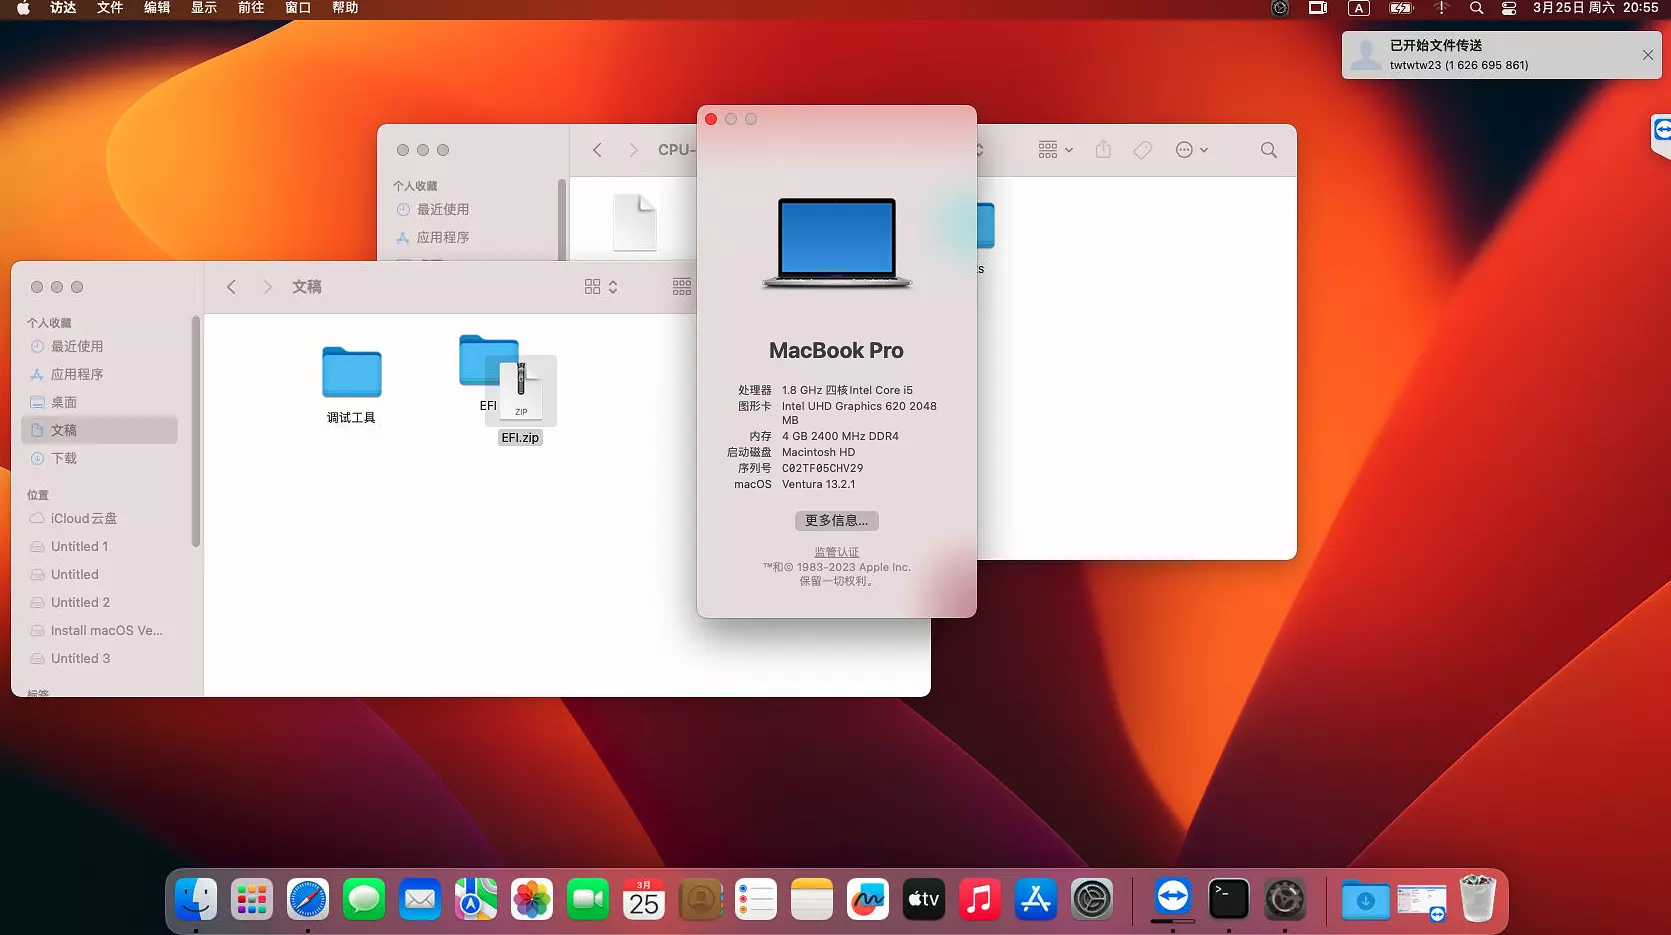 访达 文件 编辑 显示 前往 窗口 帮助
A
3月25日 周六 20:55
已开始文件传送
twtwtw23 (1 626 695 861)
CPU-
个人收藏
最近使用
应用程序
s
文稿
个人收藏
最近使用
应用程序
桌面
文稿
下载
位置
iCloud云盘
Untitled 1
Untitled
Untitled 2
Install macOS Ve...
Untitled 3
标签
调试工具
EFI
ZIP
EFI.zip
MacBook Pro
处理器 1.8 GHz 四核Intel Core i5
图形卡 Intel UHD Graphics 620 2048
MB
内存 4 GB 2400 MHz DDR4
启动磁盘 Macintosh HD
序列号 C02TF05CHV29
macOS Ventura 13.2.1
更多信息...
监管认证
™和© 1983-2023 Apple Inc.
保留一切权利。
3月
25
tv
>_